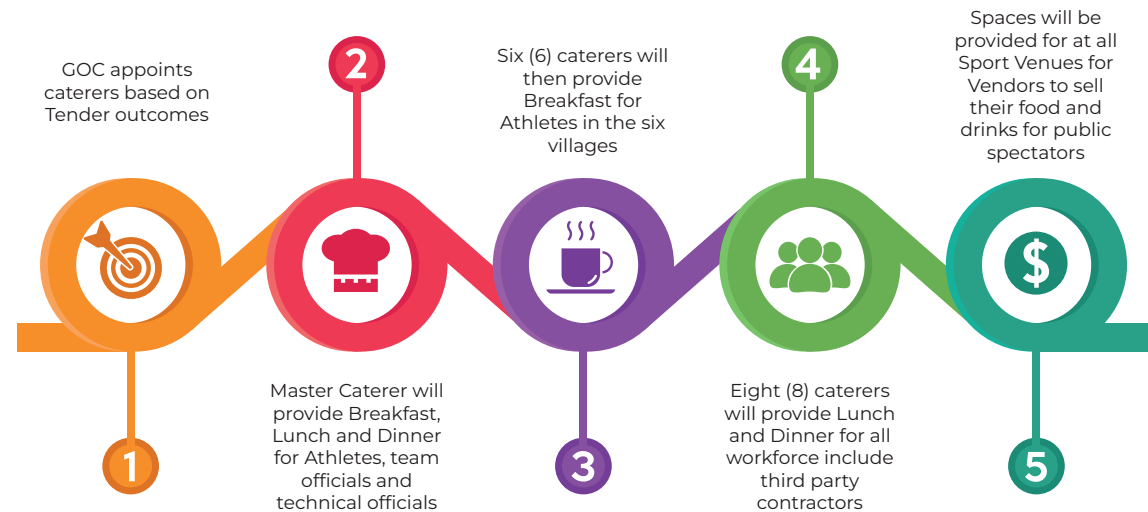 GOC appoints
caterers based on
Tender outcomes
1
2
Master Caterer will
provide Breakfast,
Lunch and Dinner
for Athletes, team
officials and
technical officials
Six (6) caterers will
then provide
Breakfast for
Athletes in the six
villages
3
4
Eight (8) caterers
will provide Lunch
and Dinner for all
workforce include
third party
contractors
Spaces will be
provided for at all
Sport Venues for
Vendors to sell
their food and
drinks for public
spectators
$
5